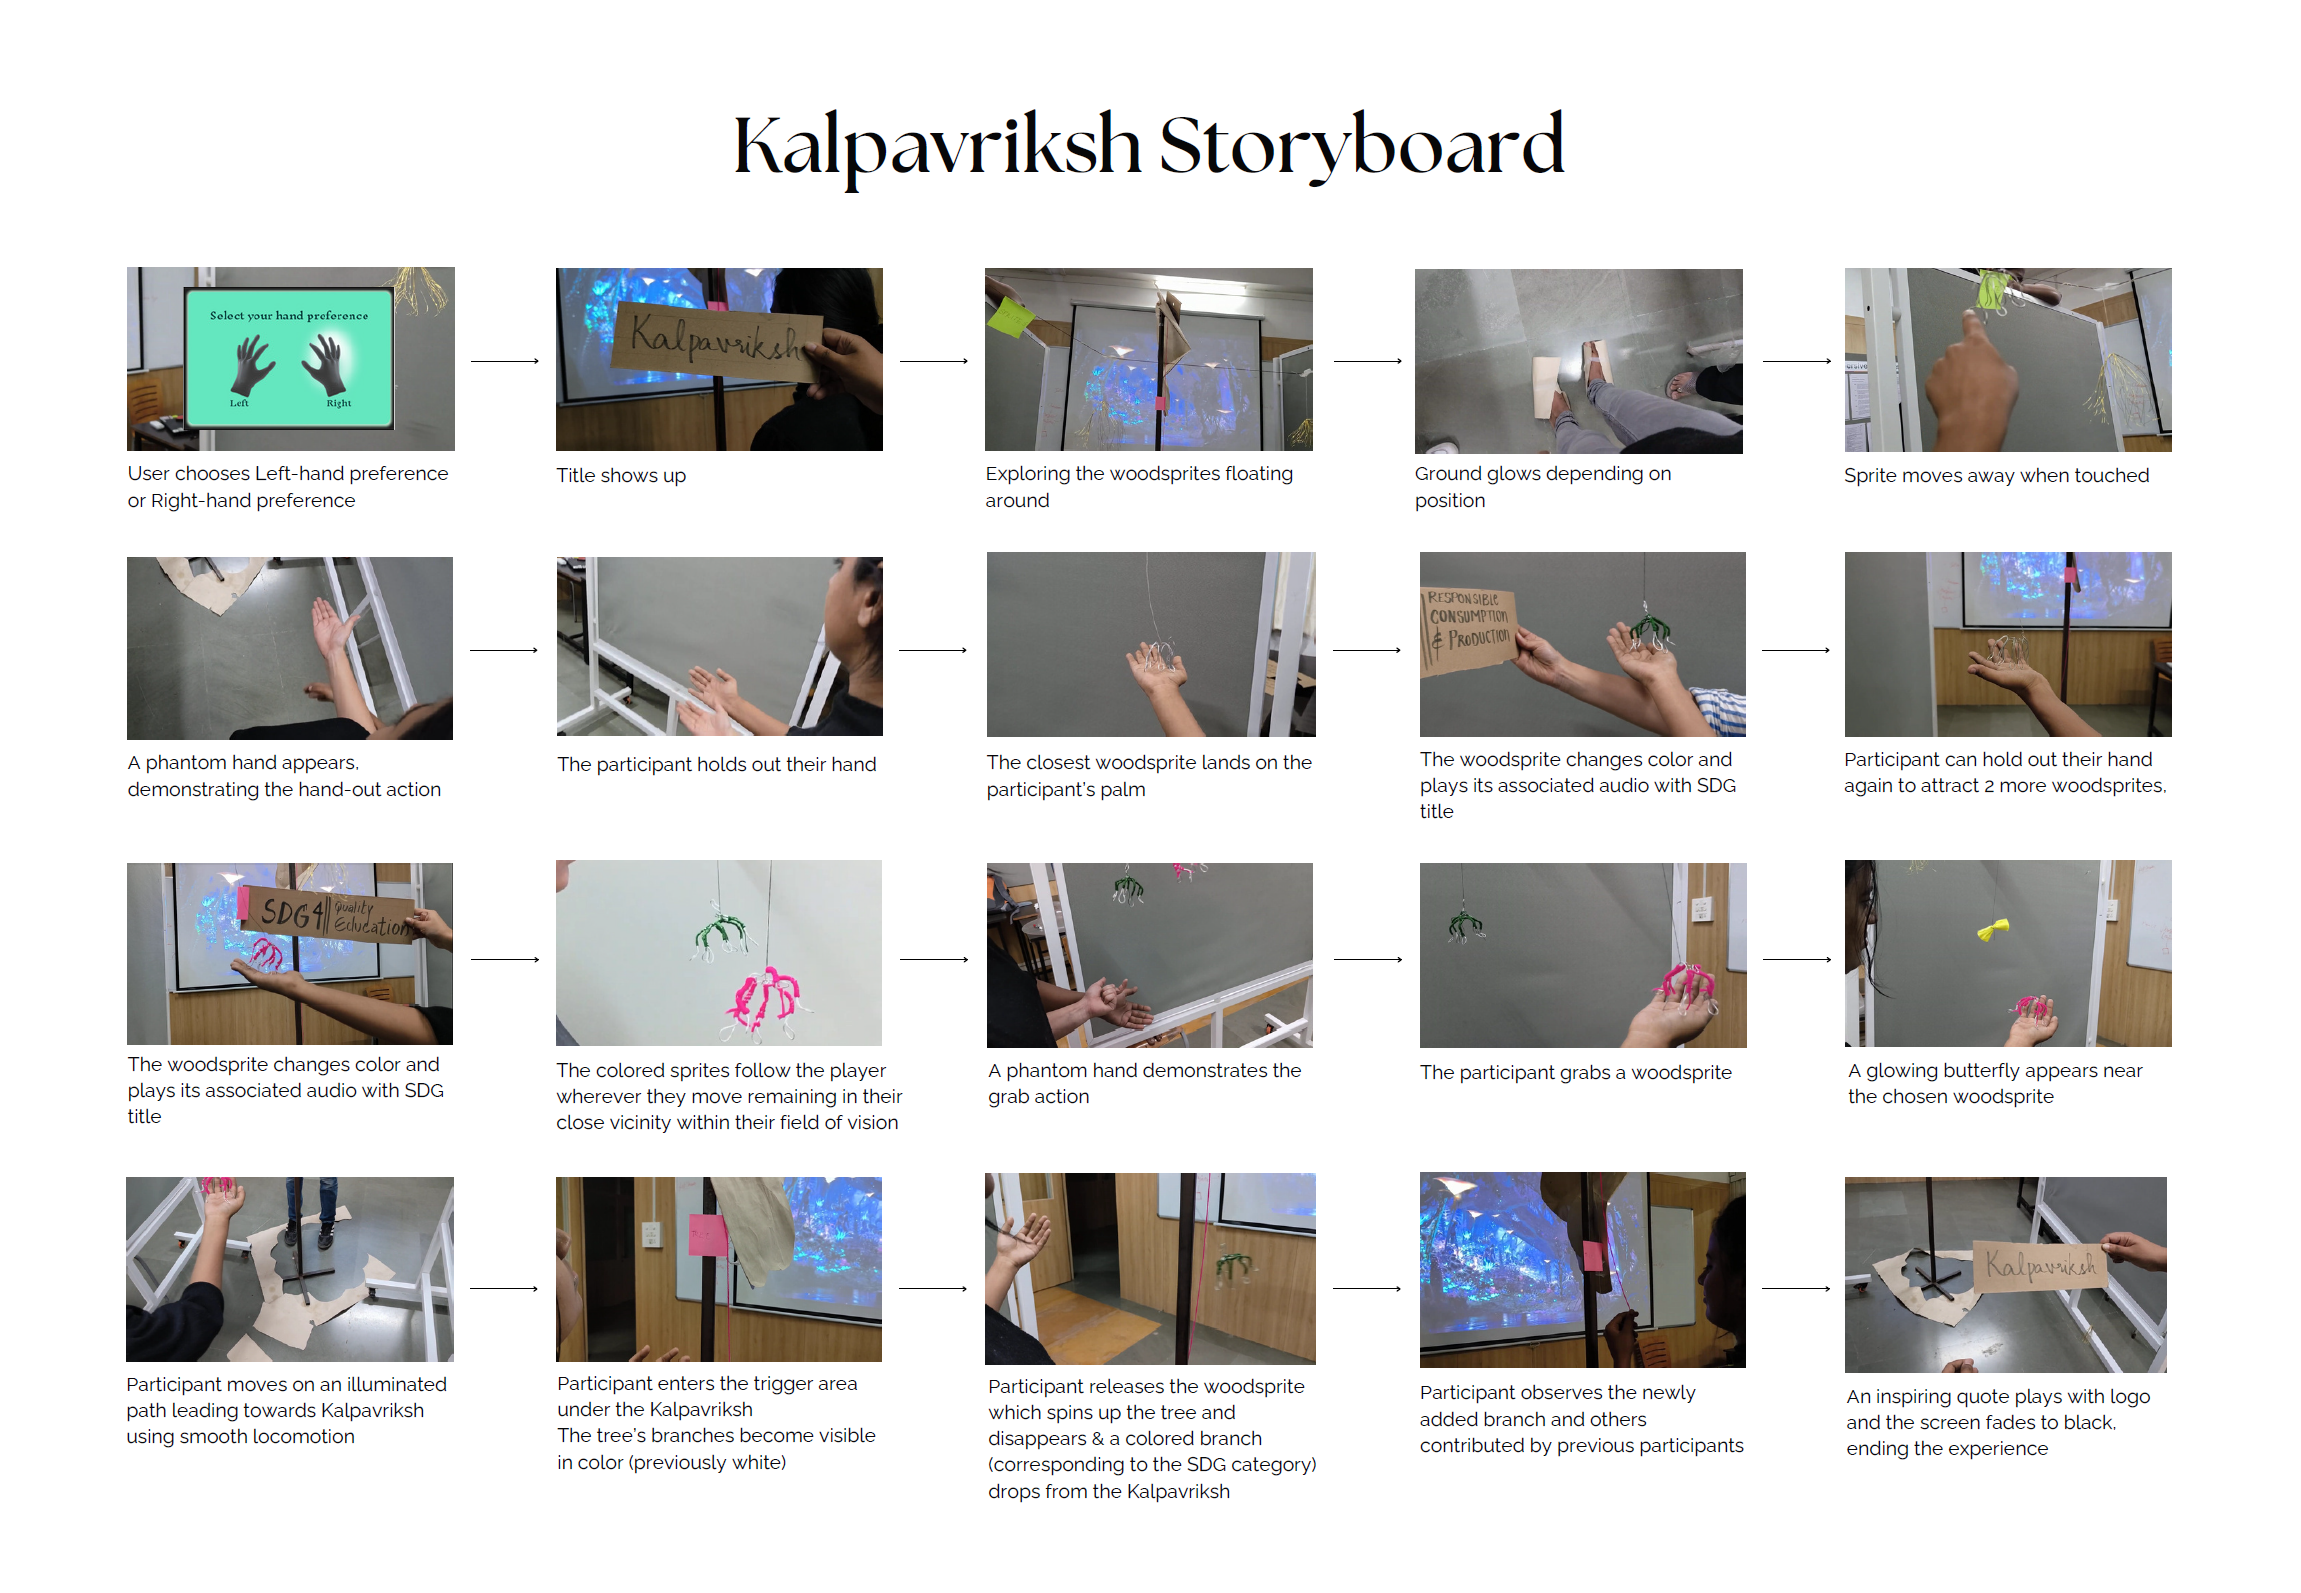 Kalpavriksh Storyboard
Select your hand preference
Left
Right
Kalpavriksh
User chooses Left-hand preference
or Right-hand preference
Title shows up
Exploring the woodsprites floating
around
Ground glows depending on
position
Sprite moves away when touched
RESPONSIBLE
CONSUMPTION
& PRODUCTION
A phantom hand appears,
demonstrating the hand-out action
The participant holds out their hand
The closest woodsprite lands on the
participant's palm
The woodsprite changes color and
plays its associated audio with SDG
title
Participant can hold out their hand
again to attract 2 more woodsprites,
SDG4 || Quality
Education
The woodsprite changes color and
plays its associated audio with SDG
title
The colored sprites follow the player
wherever they move remaining in their
close vicinity within their field of vision
A phantom hand demonstrates the
grab action
The participant grabs a woodsprite
A glowing butterfly appears near
the chosen woodsprite
Kalpavriksh
Participant moves on an illuminated
path leading towards Kalpavriksh
using smooth locomotion
Participant enters the trigger area
under the Kalpavriksh
The tree's branches become visible
in color (previously white)
Participant releases the woodsprite
which spins up the tree and
disappears & a colored branch
(corresponding to the SDG category)
drops from the Kalpavriksh
Participant observes the newly
added branch and others
contributed by previous participants
An inspiring quote plays with logo
and the screen fades to black,
ending the experience